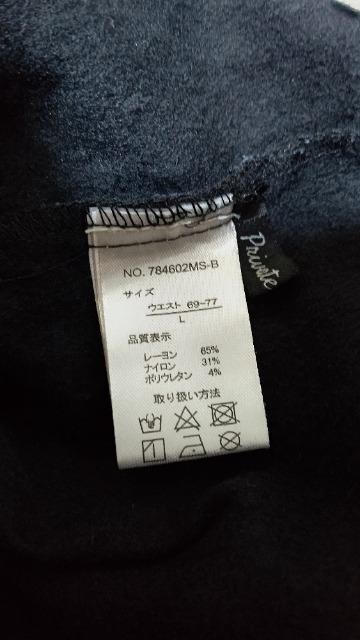 NO. 784602MS-B
サイズ
ウエスト 69-77
L
品質表示
レーヨン 65%
ナイロン 31%
ポリウレタン 4%
取り扱い方法
Private